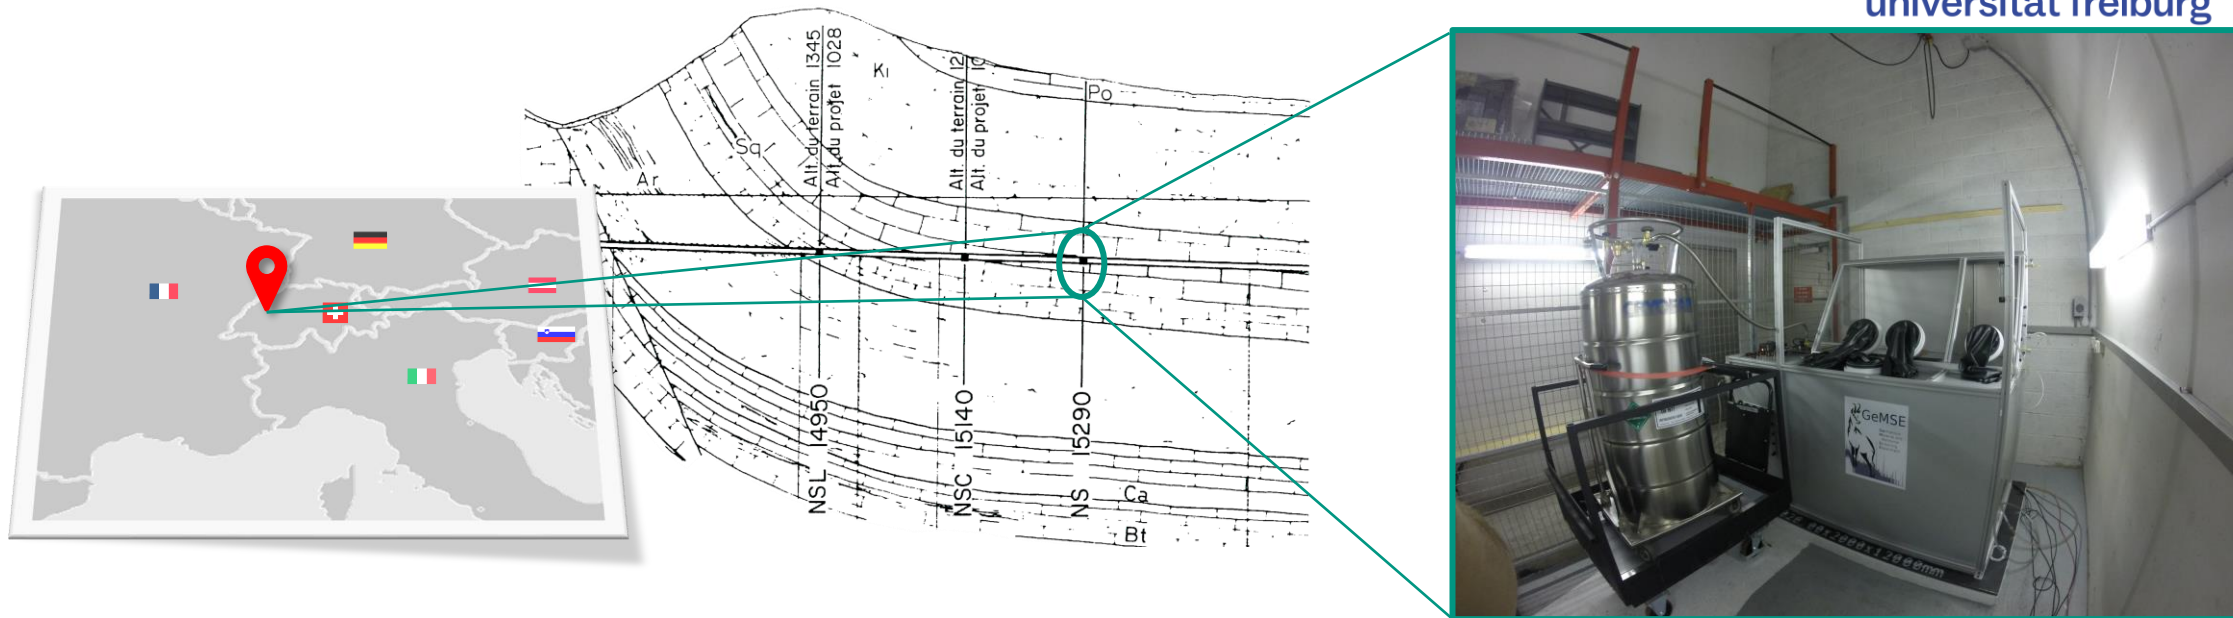 universität freiburg
Alt. du terrain 1345
Alt. du projet 1028
Ki
Alt. du terrain 12
Alt. du projet 10
Po
Sq
Ar
NSL 14950
NSC 15140
NS 15290
Ca
Bt
GeMSE